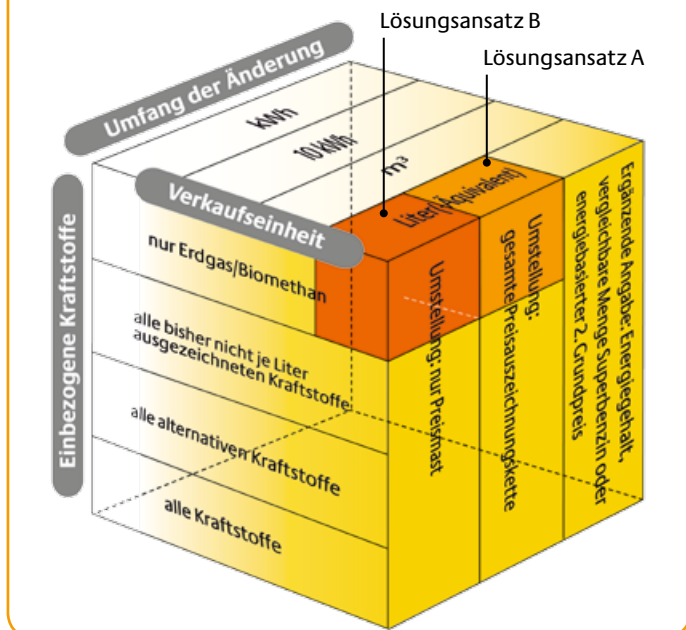 Lösungsansatz B
Lösungsansatz A
Umfang der Änderung
kWh
10 kWh
m³
Liter(-Äquivalent)
Verkaufseinheit
Einbezogene Kraftstoffe
nur Erdgas/Biomethan
alle bisher nicht je Liter
ausgezeichneten Kraftstoffe
alle alternativen Kraftstoffe
alle Kraftstoffe
Umstellung: nur Preismast
Umstellung:
gesamte Preisauszeichnungskette
Ergänzende Angabe: Energiegehalt,
vergleichbare Menge Superbenzin oder
energiebasierter 2. Grundpreis